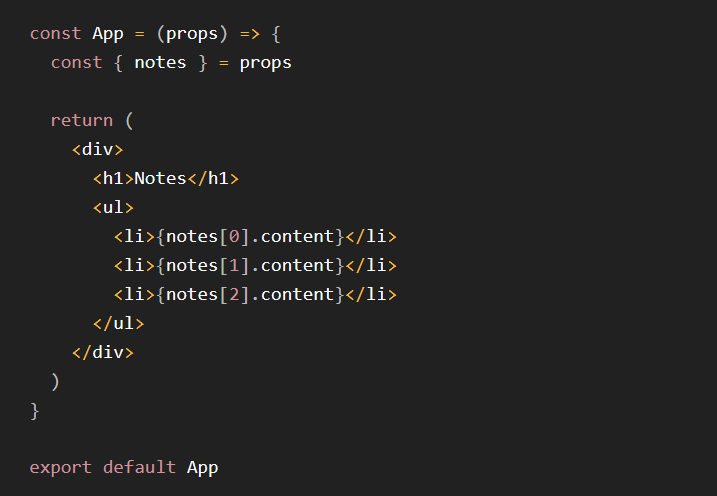 const App = (props) => {
  const { notes } = props

  return (
    <div>
      <h1>Notes</h1>
      <ul>
        <li>{notes[0].content}</li>
        <li>{notes[1].content}</li>
        <li>{notes[2].content}</li>
      </ul>
    </div>
  )
}

export default App